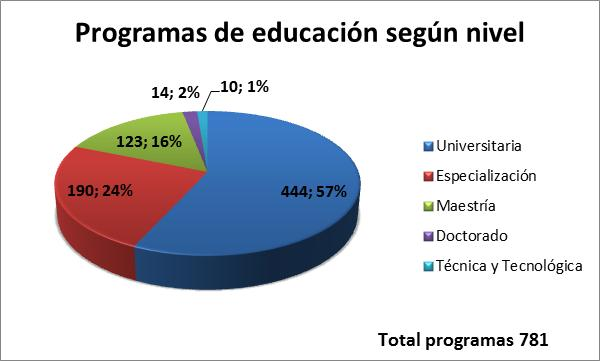 Programas de educación según nivel
14; 2%
10; 1%
123; 16%
190; 24%
444; 57%
Universitaria
Especialización
Maestría
Doctorado
Técnica y Tecnológica
Total programas 781